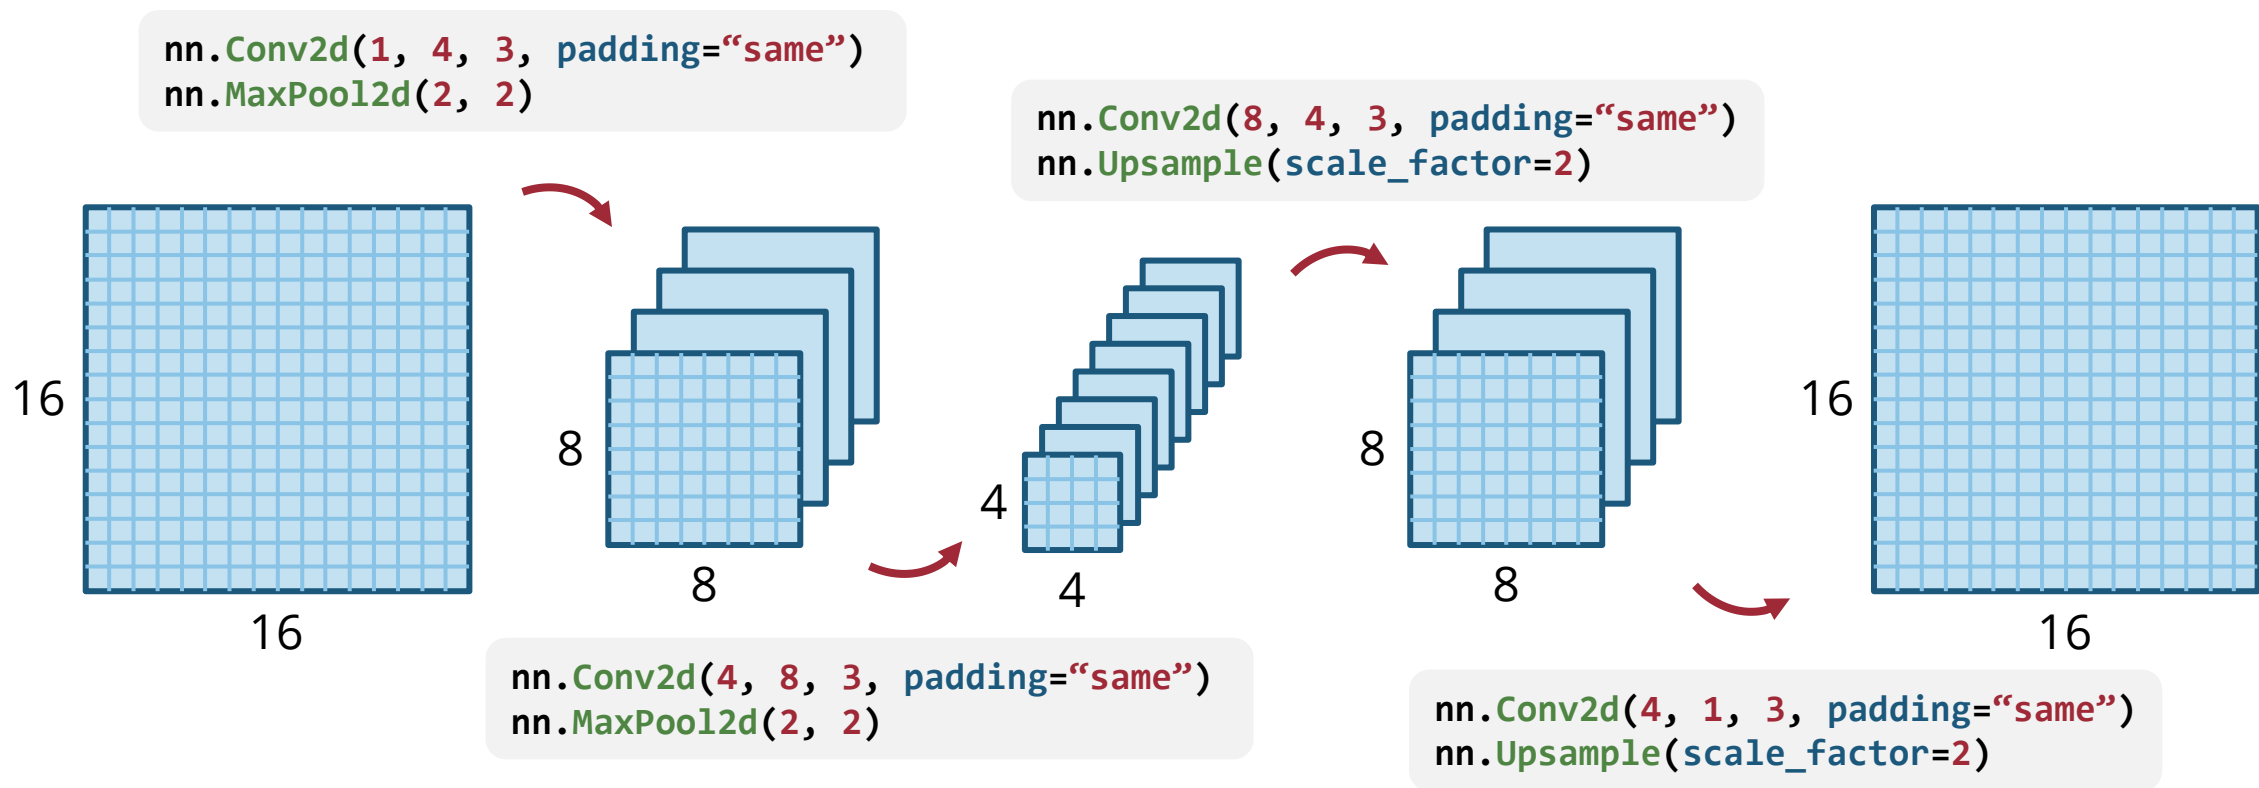 nn.Conv2d(1, 4, 3, padding=“same”)
nn.MaxPool2d(2, 2)
nn.Conv2d(8, 4, 3, padding=“same”)
nn.Upsample(scale_factor=2)
16
16
8
8
4
4
8
8
16
16
nn.Conv2d(4, 8, 3, padding=“same”)
nn.MaxPool2d(2, 2)
nn.Conv2d(4, 1, 3, padding=“same”)
nn.Upsample(scale_factor=2)